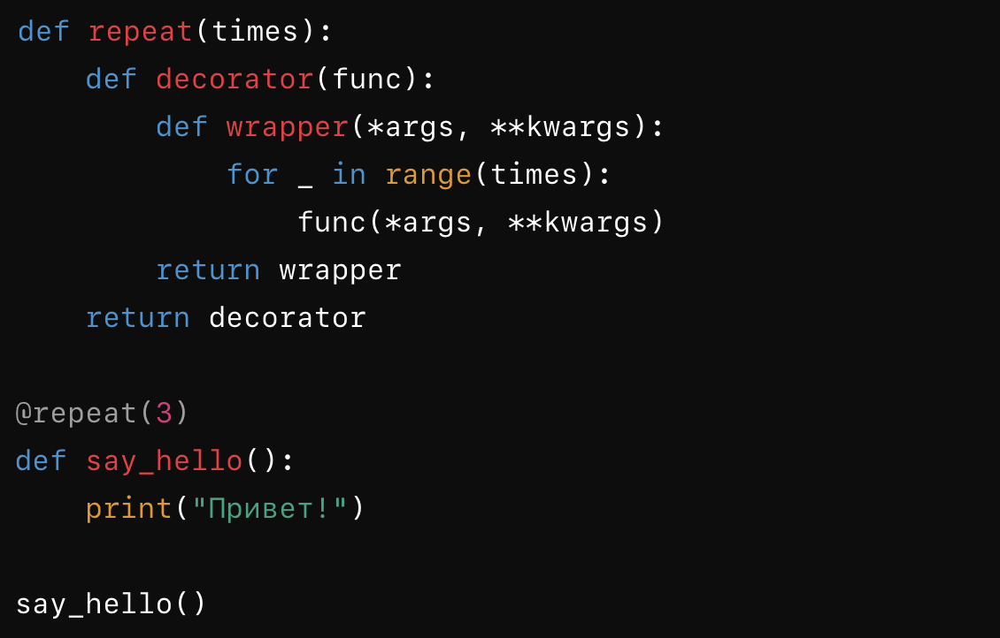 def repeat(times):
    def decorator(func):
        def wrapper(*args, **kwargs):
            for _ in range(times):
                func(*args, **kwargs)
        return wrapper
    return decorator

@repeat(3)
def say_hello():
    print("Привет!")

say_hello()